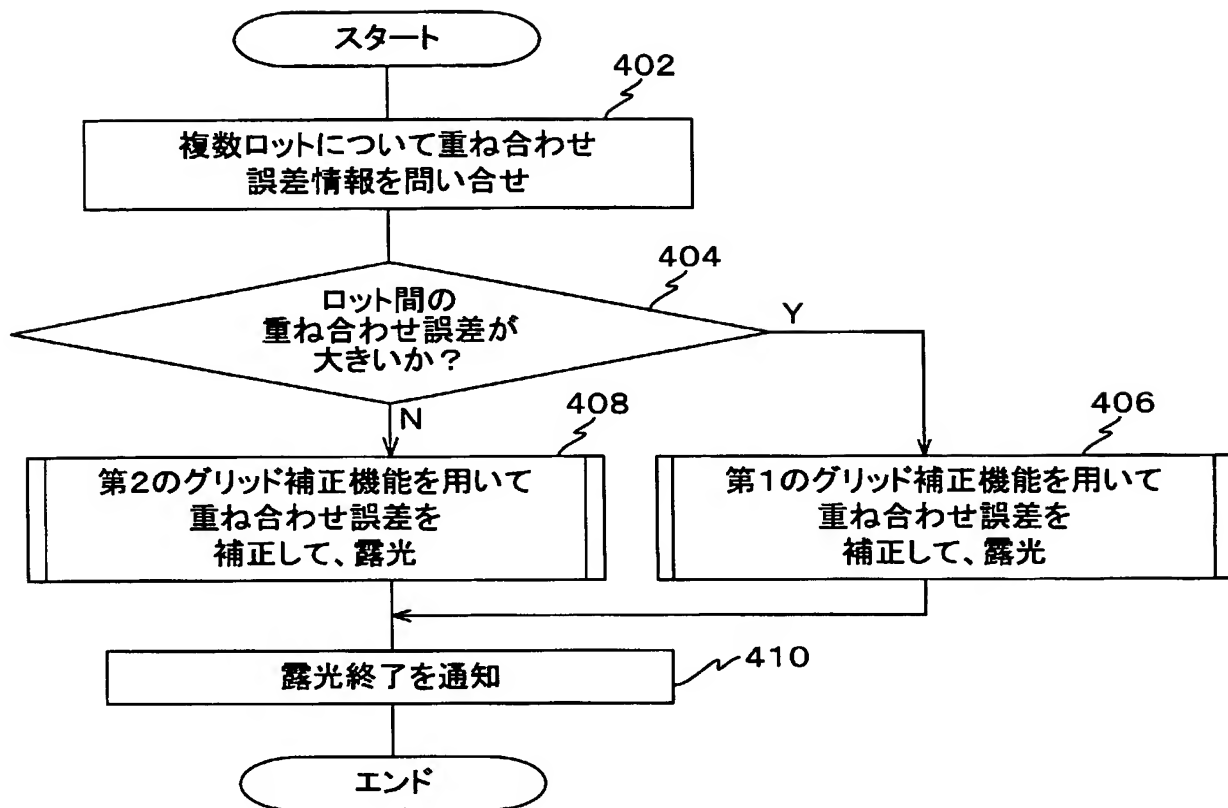 スタート
402
複数ロットについて重ね合わせ
誤差情報を問い合せ
404
ロット間の
重ね合わせ誤差が
大きいか？
Y
N
408
第2のグリッド補正機能を用いて
重ね合わせ誤差を
補正して、露光
406
第1のグリッド補正機能を用いて
重ね合わせ誤差を
補正して、露光
410
露光終了を通知
エンド